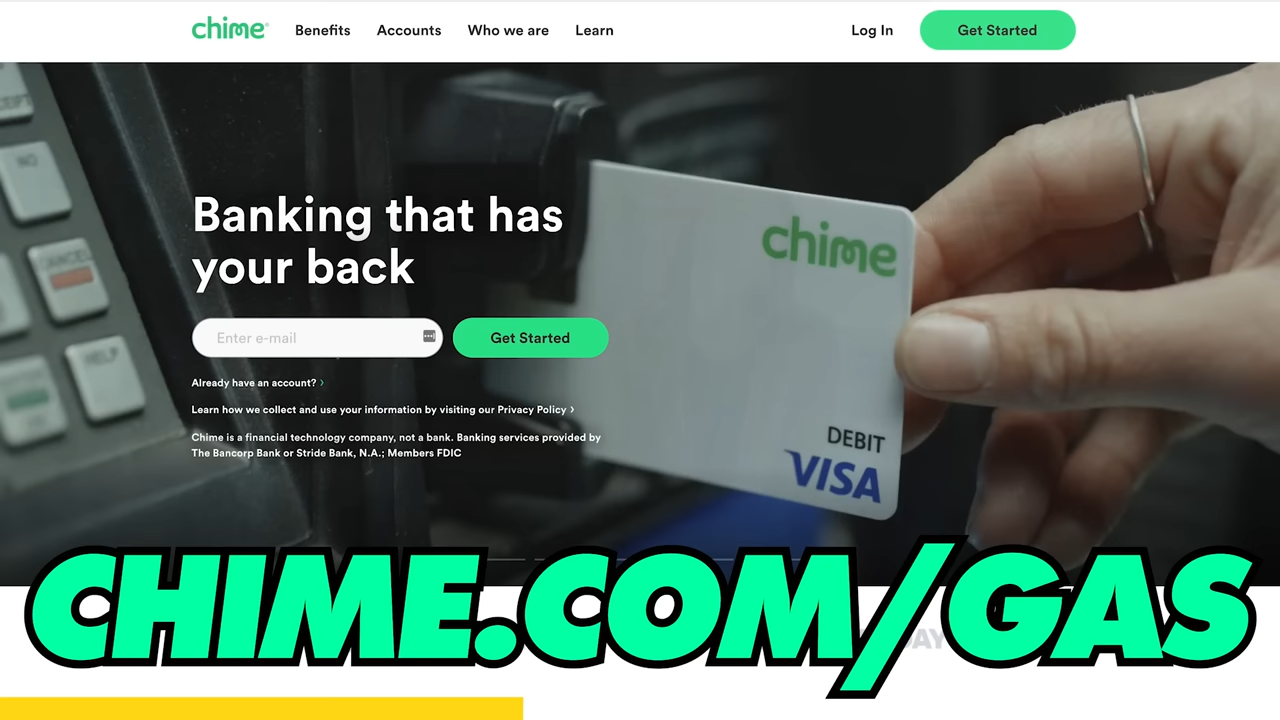 chime
Benefits
Accounts
Who we are
Learn
Log In
Get Started
NO
CANCEL
HELP
Banking that has
your back
Enter e-mail
Get Started
Already have an account? ›
Learn how we collect and use your information by visiting our Privacy Policy ›
Chime is a financial technology company, not a bank. Banking services provided by
The Bancorp Bank or Stride Bank, N.A.; Members FDIC
chime
DEBIT
VISA
CHIME.COM/GAS